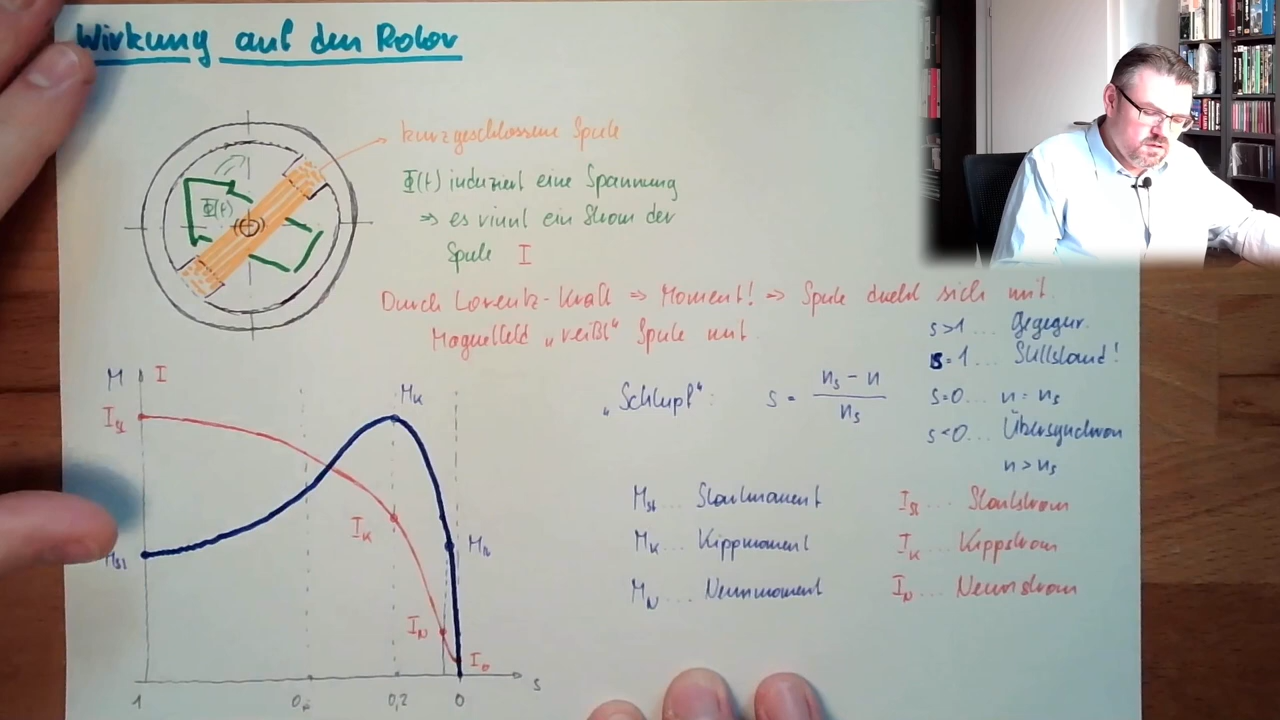 Wirkung auf den Rotor
kurzgeschlossene Spule
Φ(t)
Φ(t) induziert eine Spannung
⇒ es rinnt ein Strom der
Spule I
Durch Lorentz-Kraft ⇒ Moment! ⇒ Spule dreht sich mit.
Magnetfeld „reißt" Spule mit.
s>1 ... Gegegstr.
s=1 ... Stillstand!
s=0... n = ns
s<0... Übersynchron
n > ns
„Schlupf": s = (ns - n) / ns
M I
MK
ISt
IK
MSt
MN
IN
I0
1 0,2 0 s
MSt ... Startmoment
MK ... Kippmoment
MN ... Nennmoment
ISt ... Startstrom
IK ... Kippstrom
IN ... Nennstrom